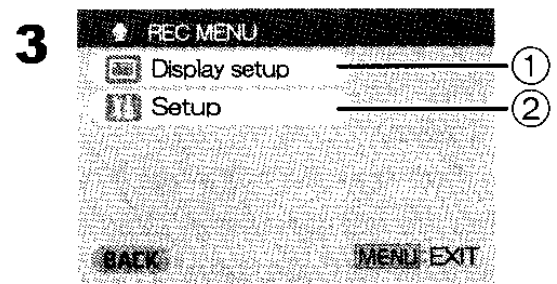 3
REC MENU
Display setup ①
Setup ②
BACK MENU EXIT